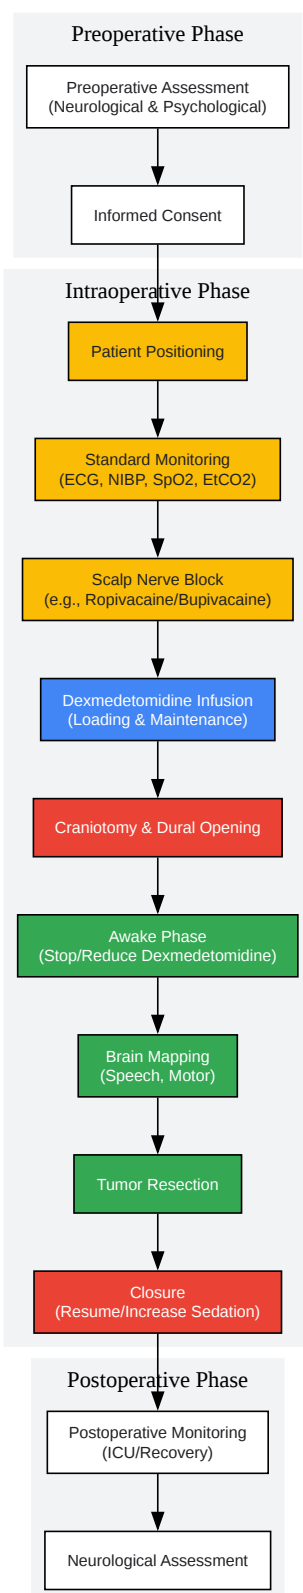 Preoperative Phase
Preoperative Assessment
(Neurological & Psychological)
Informed Consent
Intraoperative Phase
Patient Positioning
Standard Monitoring
(ECG, NIBP, SpO2, EtCO2)
Scalp Nerve Block
(e.g., Ropivacaine/Bupivacaine)
Dexmedetomidine Infusion
(Loading & Maintenance)
Craniotomy & Dural Opening
Awake Phase
(Stop/Reduce Dexmedetomidine)
Brain Mapping
(Speech, Motor)
Tumor Resection
Closure
(Resume/Increase Sedation)
Postoperative Phase
Postoperative Monitoring
(ICU/Recovery)
Neurological Assessment